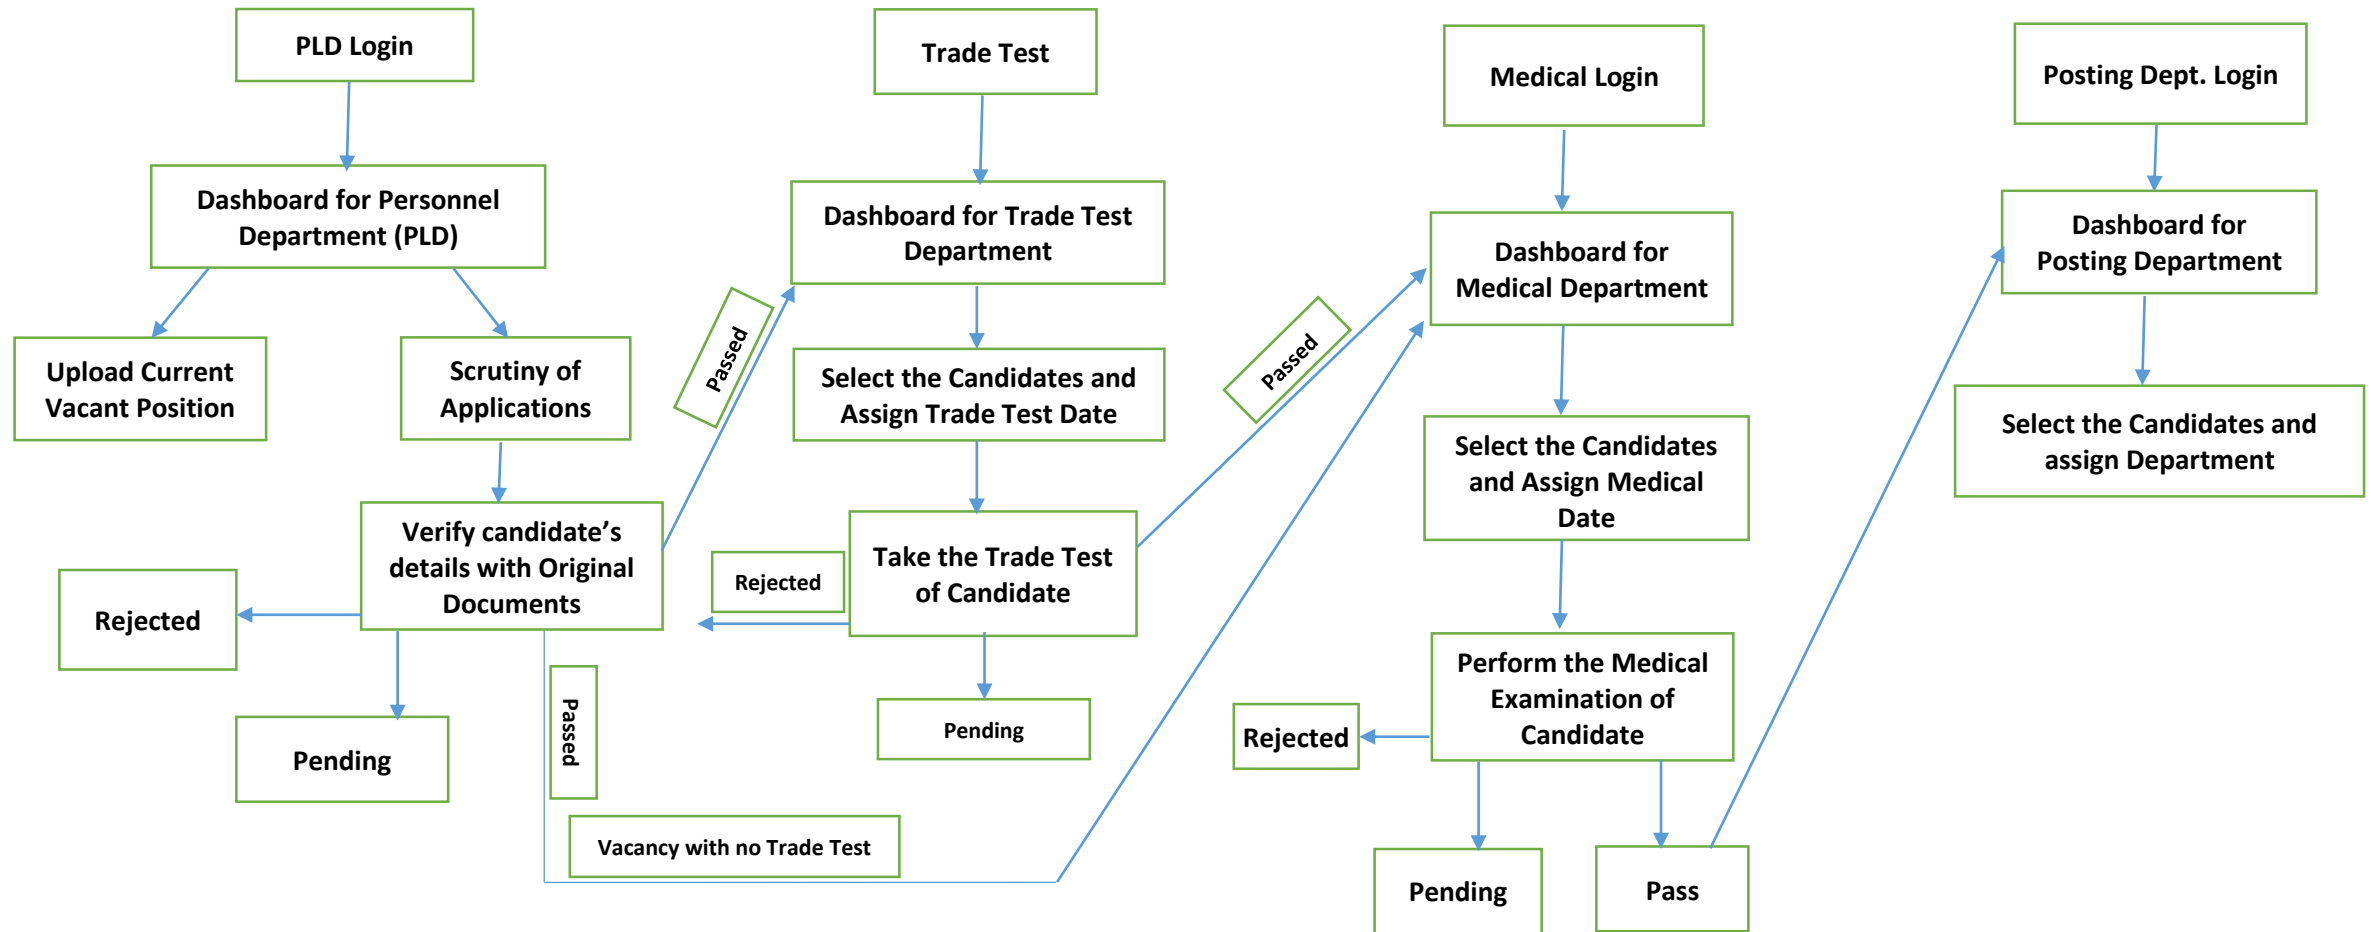 PLD Login
Dashboard for Personnel
Department (PLD)
Upload Current
Vacant Position
Scrutiny of
Applications
Verify candidate’s
details with Original
Documents
Rejected
Pending
Passed
Vacancy with no Trade Test
Passed
Trade Test
Dashboard for Trade Test
Department
Select the Candidates and
Assign Trade Test Date
Take the Trade Test
of Candidate
Rejected
Pending
Passed
Medical Login
Dashboard for
Medical Department
Select the Candidates
and Assign Medical
Date
Perform the Medical
Examination of
Candidate
Rejected
Pending
Pass
Posting Dept. Login
Dashboard for
Posting Department
Select the Candidates and
assign Department